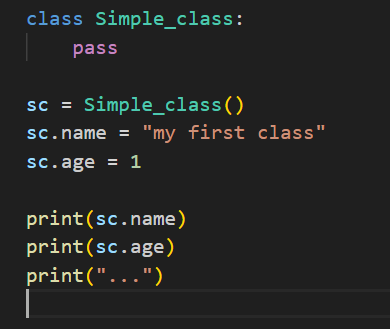 class Simple_class:
    pass
sc = Simple_class()
sc.name = "my first class"
sc.age = 1
print(sc.name)
print(sc.age)
print("...")